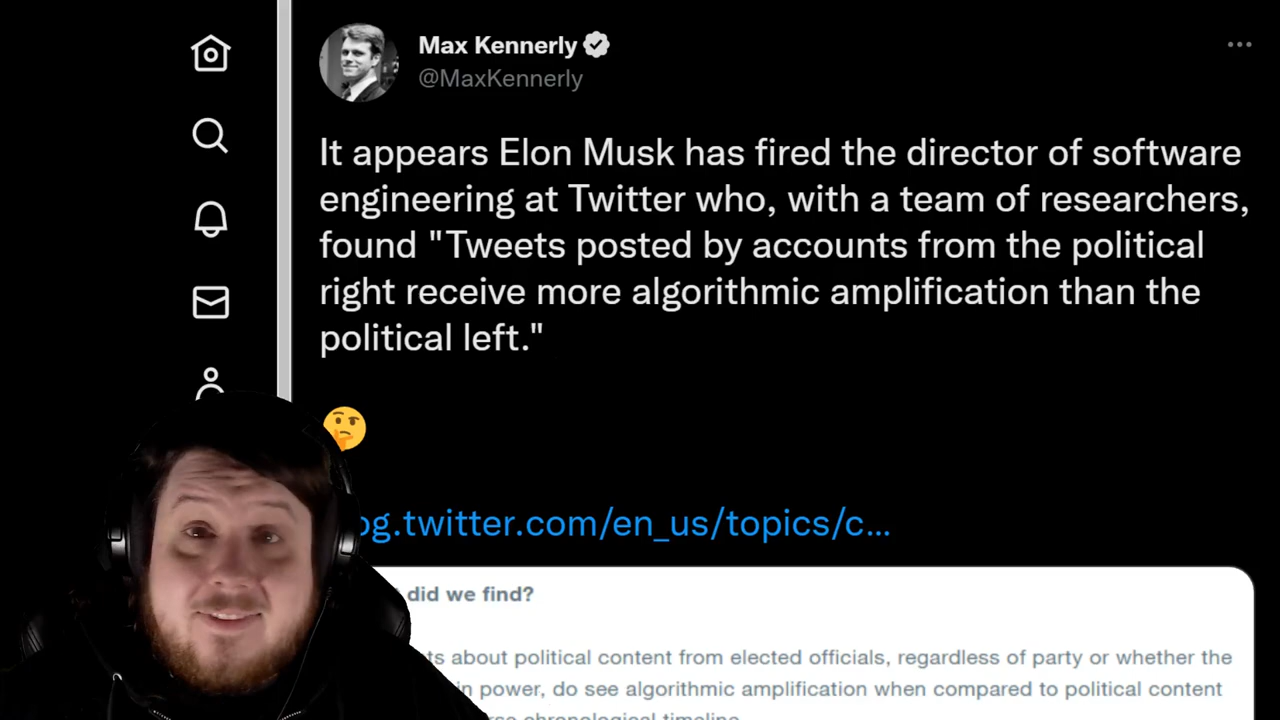 Max Kennerly
@MaxKennerly
It appears Elon Musk has fired the director of software
engineering at Twitter who, with a team of researchers,
found "Tweets posted by accounts from the political
right receive more algorithmic amplification than the
political left."
🤔
og.twitter.com/en_us/topics/c...
did we find?
about political content from elected officials, regardless of party or whether the
in power, do see algorithmic amplification when compared to political content
chronological timeline